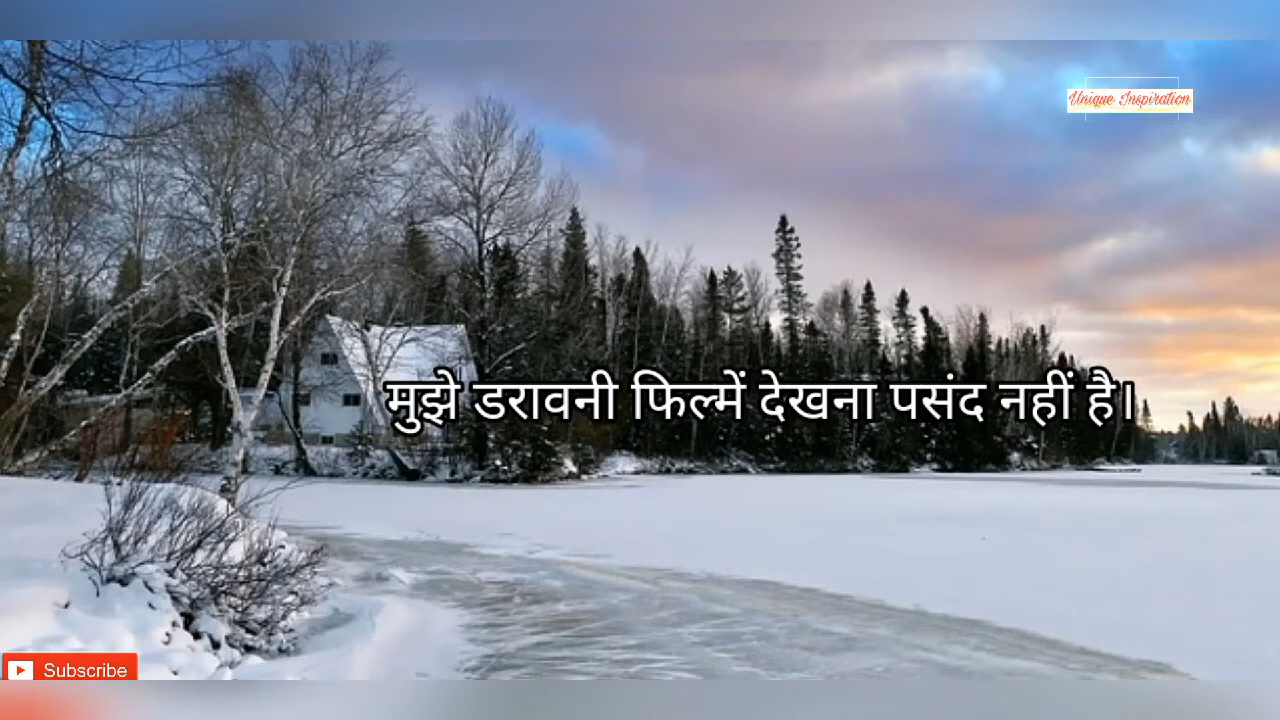 Unique Inspiration
मुझे डरावनी फिल्में देखना पसंद नहीं है।
Subscribe